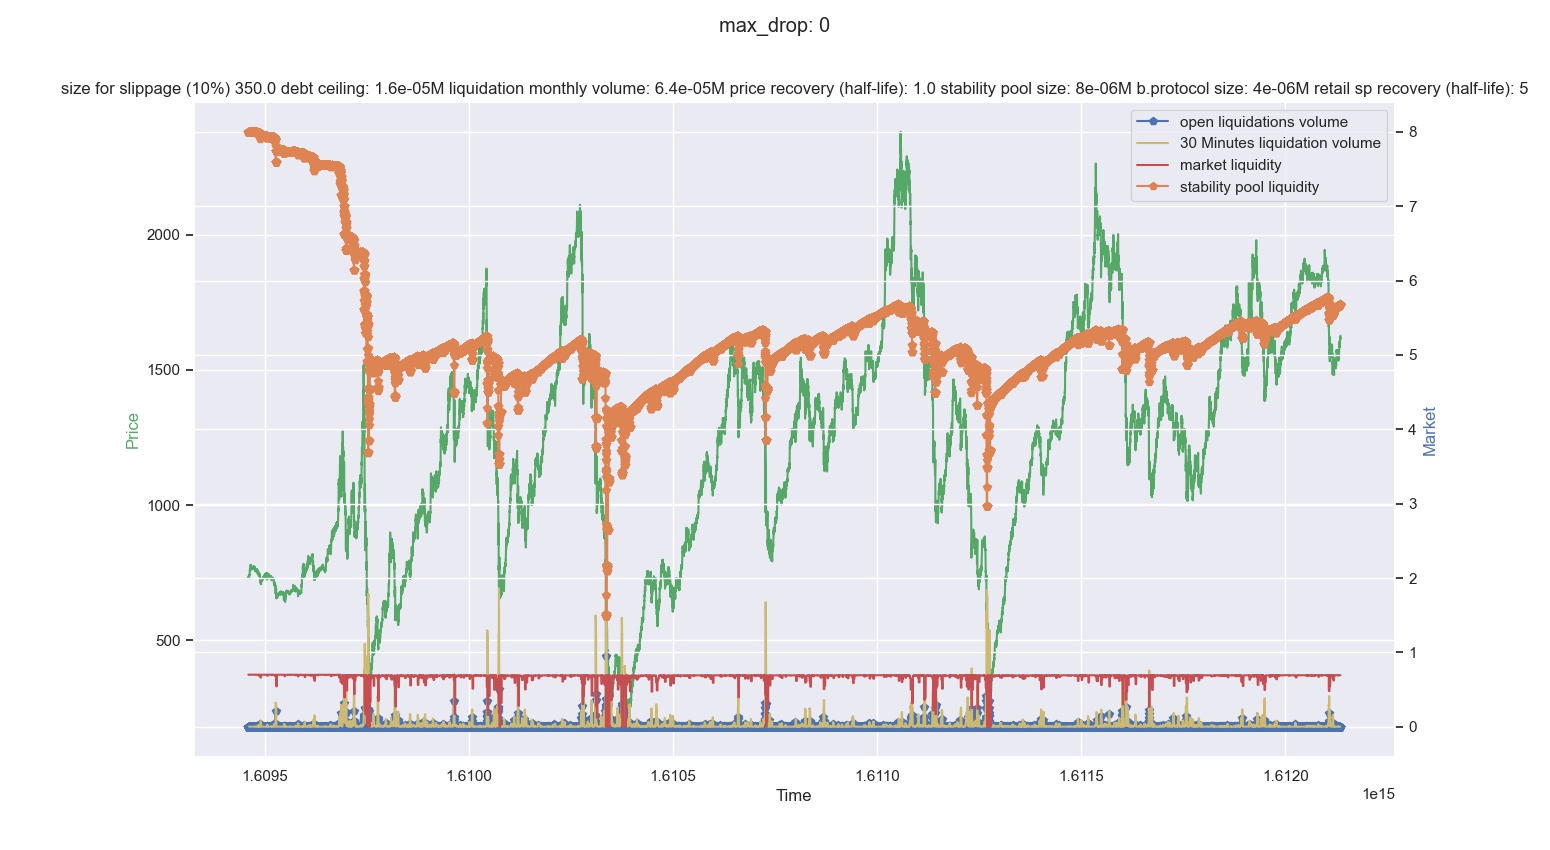 max_drop: 0
size for slippage (10%) 350.0 debt ceiling: 1.6e-05M liquidation monthly volume: 6.4e-05M price recovery (half-life): 1.0 stability pool size: 8e-06M b.protocol size: 4e-06M retail sp recovery (half-life): 5
open liquidations volume
30 Minutes liquidation volume
market liquidity
stability pool liquidity
2000
1500
1000
500
Price
8
7
6
5
4
3
2
1
0
Market
1.6095
1.6100
1.6105
1.6110
1.6115
1.6120
Time
1e15